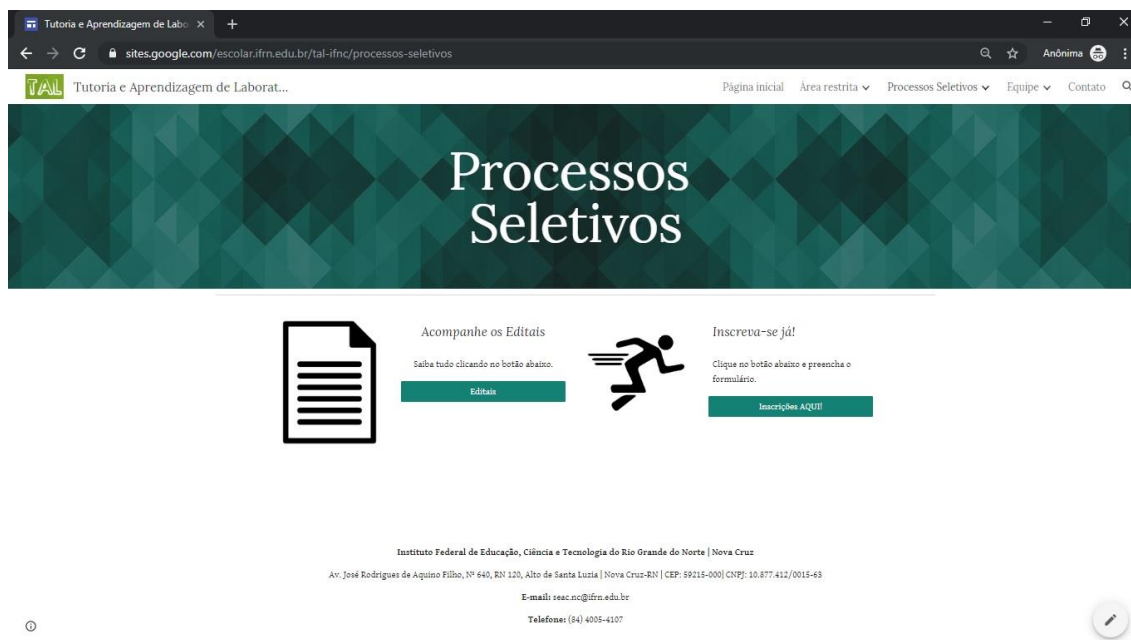 Tutoria e Aprendizagem de Labo
sites.google.com/escolar.ifrn.edu.br/tal-ifnc/processos-seletivos
Anônima
TAL
Tutoria e Aprendizagem de Laborat...
Página inicial Área restrita Processos Seletivos Equipe Contato
Processos
Seletivos
Acompanhe os Editais
Saiba tudo clicando no botão abaixo.
Editais
Inscreva-se já!
Clique no botão abaixo e preencha o
formulário.
Inscrições AQUI!
Instituto Federal de Educação, Ciência e Tecnologia do Rio Grande do Norte | Nova Cruz
Av. José Rodrigues de Aquino Filho, Nº 640, RN 120, Alto de Santa Luzia | Nova Cruz-RN | CEP: 59215-000| CNPJ: 10.877.412/0015-63
E-mail: seac.nc@ifrn.edu.br
Telefone: (84) 4005-4107